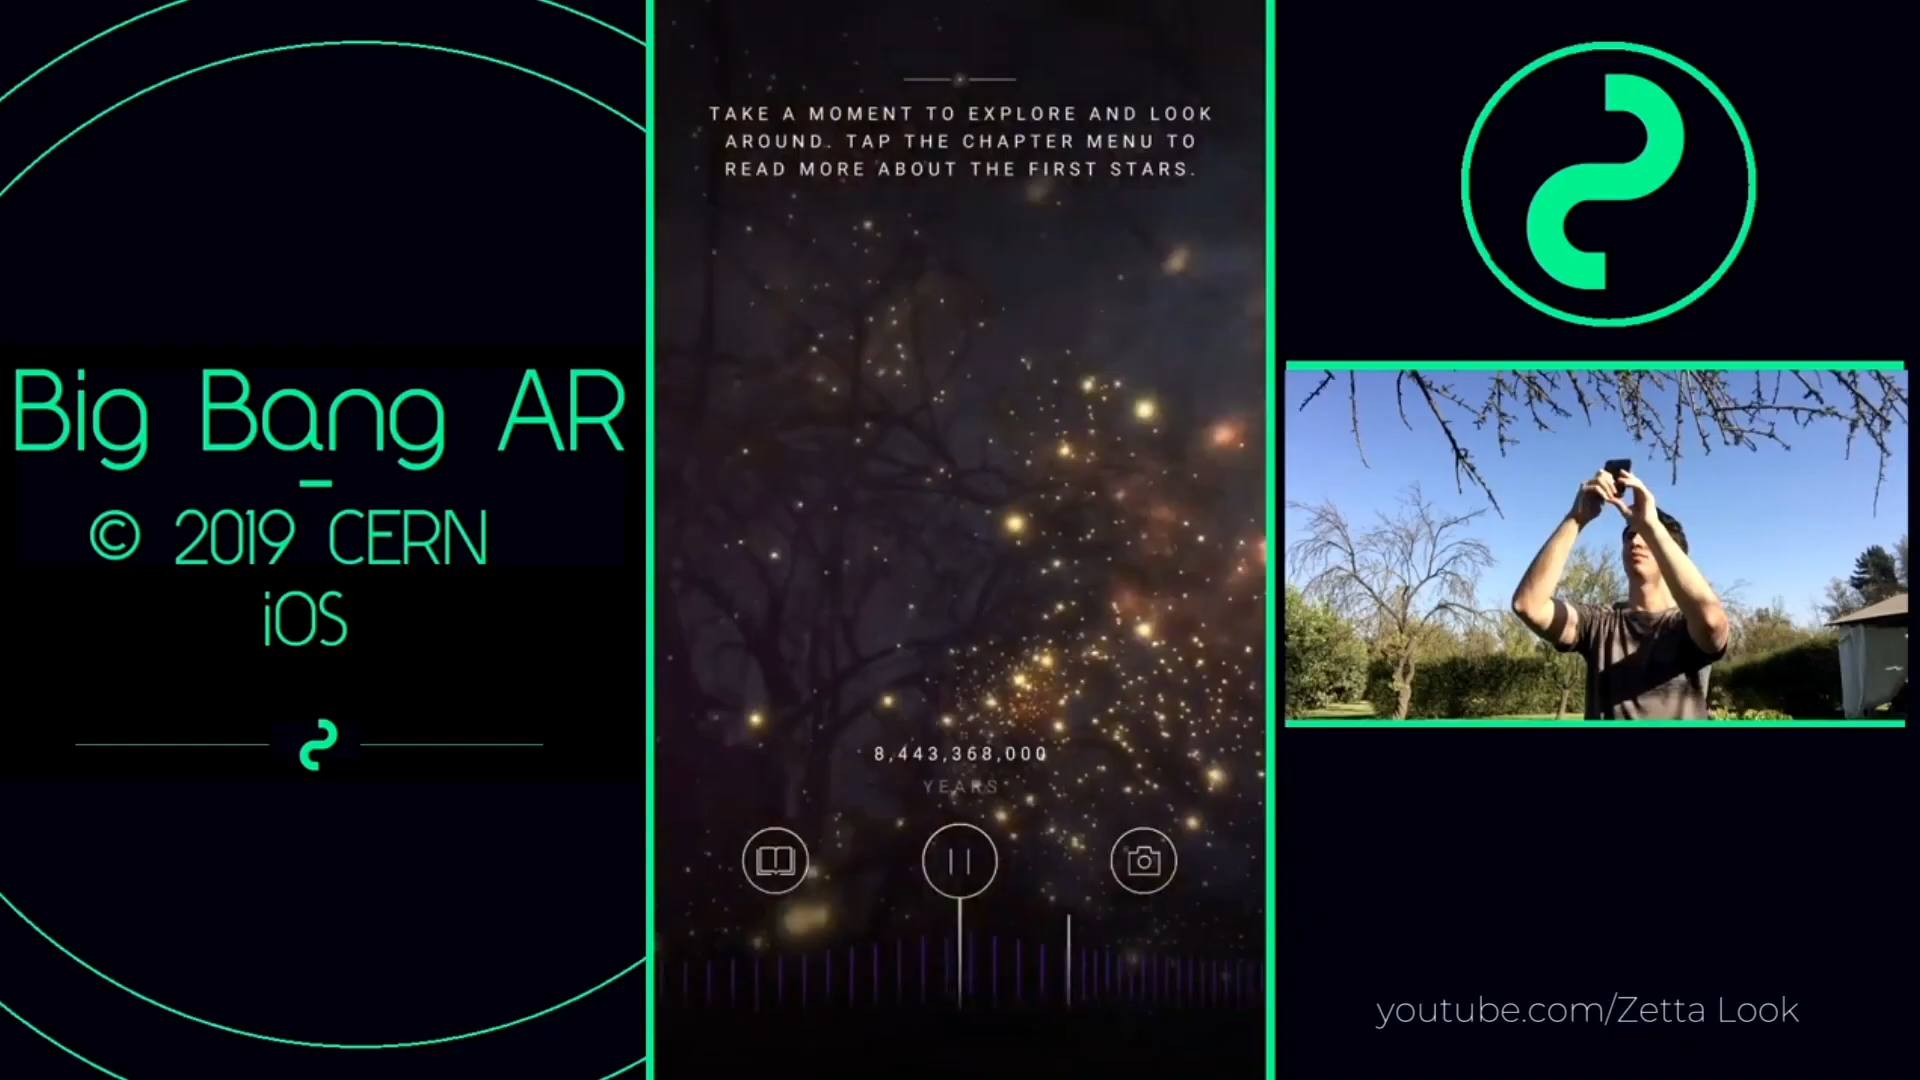 Big Bang AR
© 2019 CERN
iOS
TAKE A MOMENT TO EXPLORE AND LOOK
AROUND. TAP THE CHAPTER MENU TO
READ MORE ABOUT THE FIRST STARS.
8,443,368,000
YEARS
youtube.com/Zetta Look